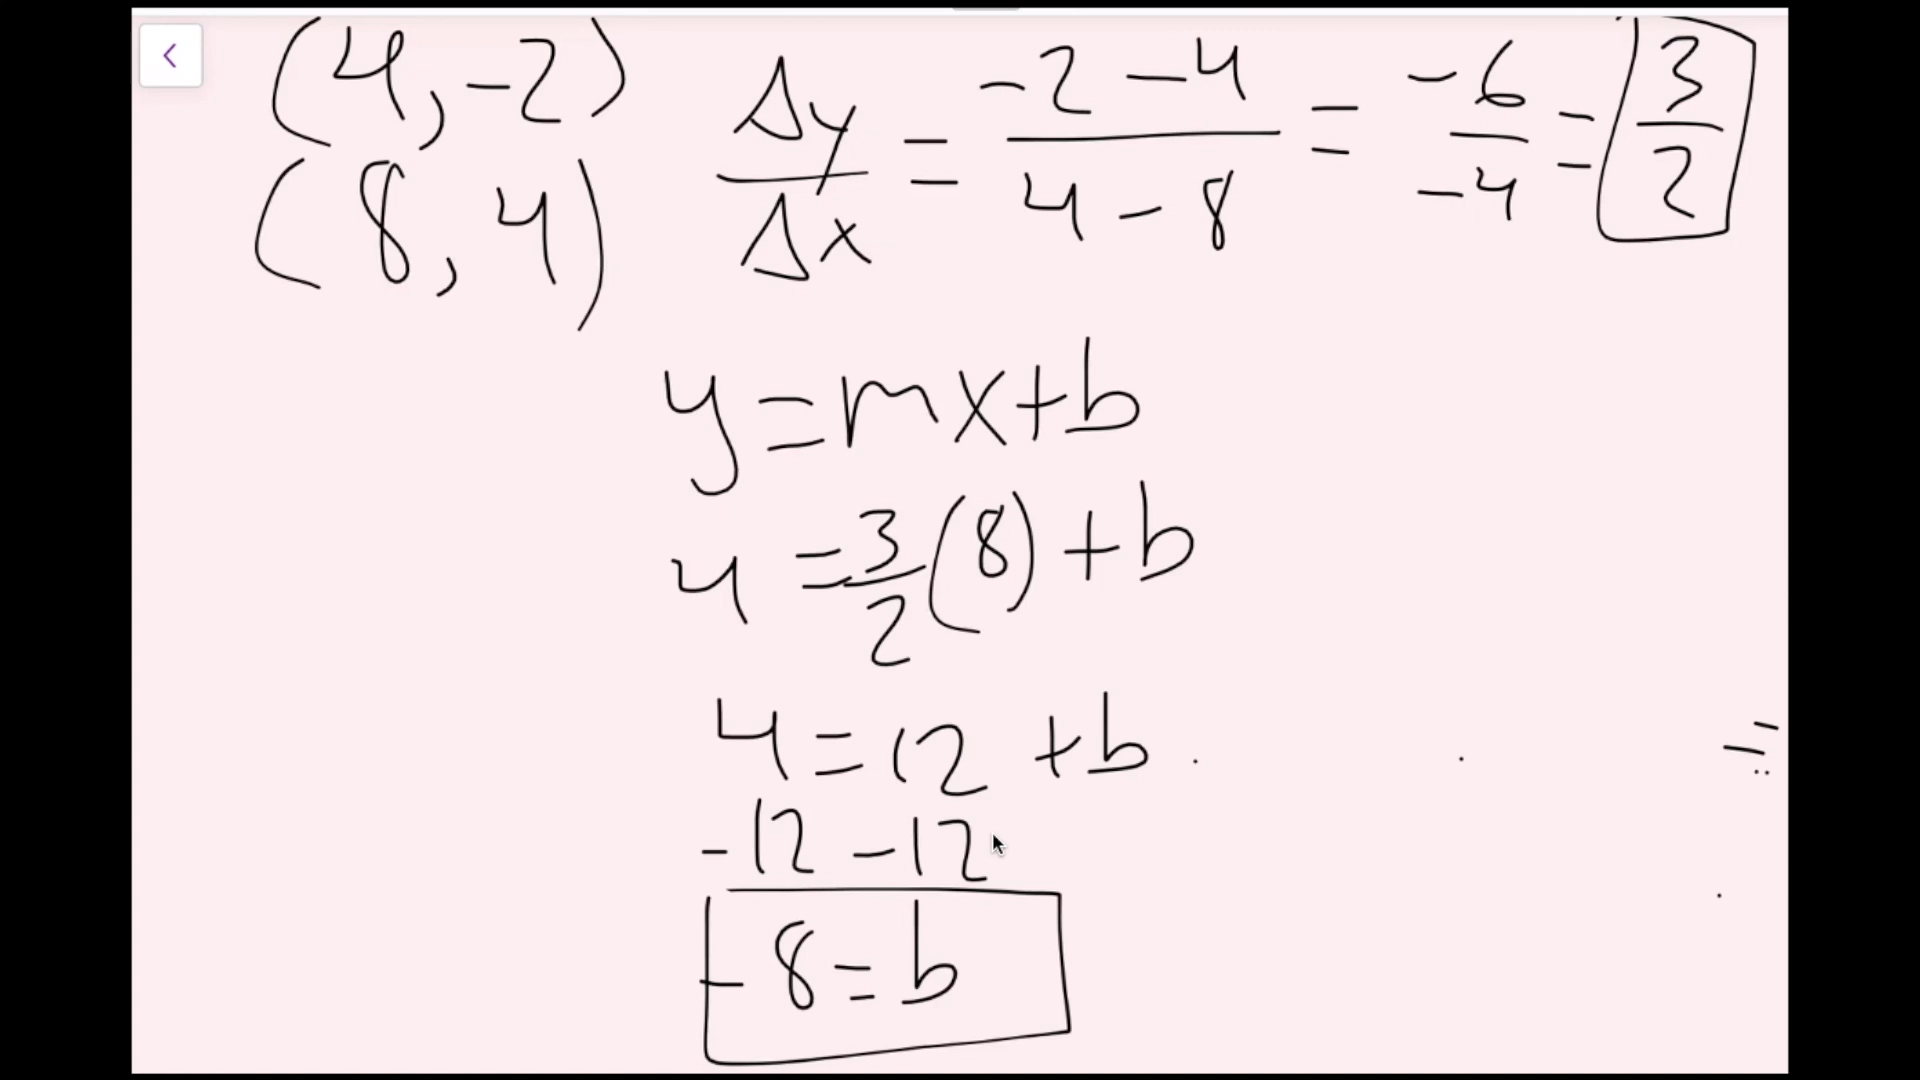 (4, -2)
(8, 4)
Δy/Δx = (-2 - 4)/(4 - 8) = -6/-4 = 3/2
y = mx + b
4 = 3/2 (8) + b
4 = 12 + b
-12 -12
-8 = b
=